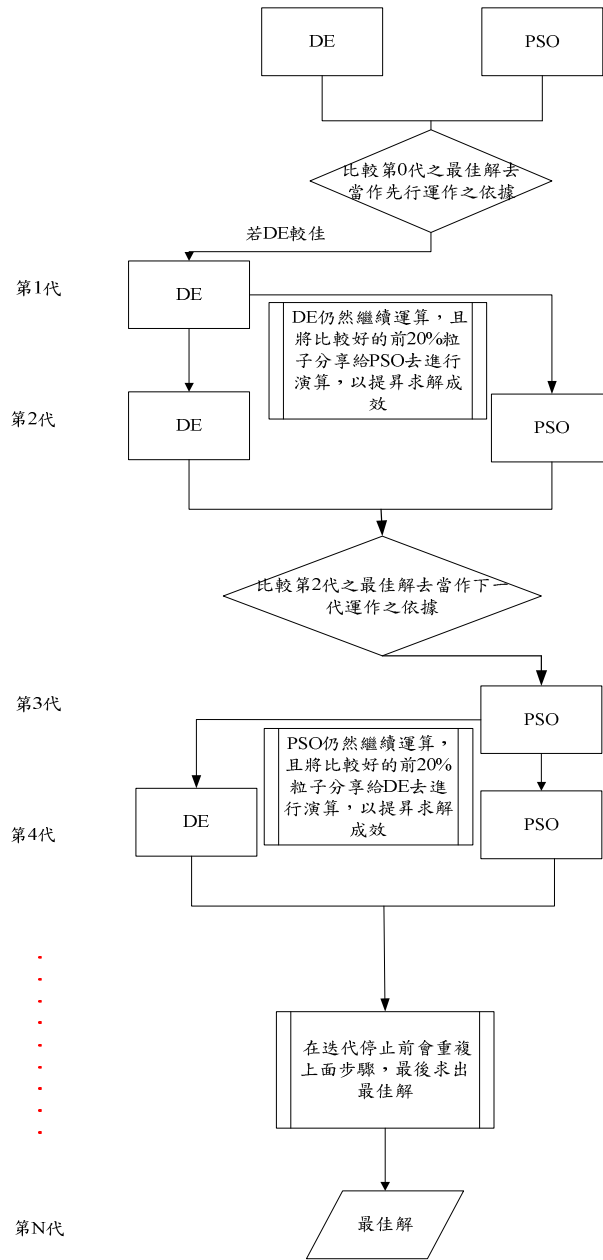 DE
PSO
比較第0代之最佳解去
當作先行運作之依據
若DE較佳
第1代
DE
DE仍然繼續運算，且
將比較好的前20%粒
子分享給PSO去進行
演算，以提昇求解成
效
第2代
DE
PSO
比較第2代之最佳解去當作下一
代運作之依據
第3代
PSO
PSO仍然繼續運算，
且將比較好的前20%
粒子分享給DE去進
行演算，以提昇求解
成效
第4代
DE
PSO
在迭代停止前會重複
上面步驟，最後求出
最佳解
第N代
最佳解